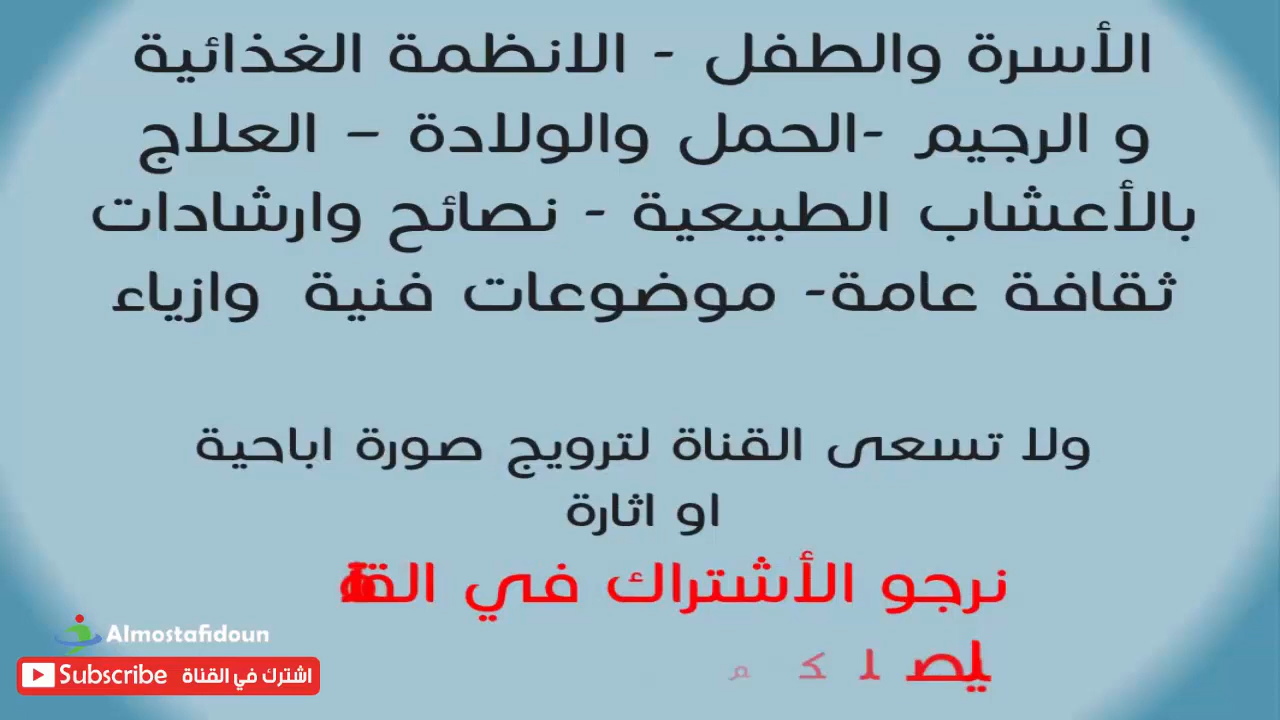 الأسرة والطفل - الانظمة الغذائية
و الرجيم -الحمل والولادة – العلاج
بالأعشاب الطبيعية - نصائح وارشادات
ثقافة عامة- موضوعات فنية وازياء
ولا تسعى القناة لترويج صورة اباحية
او اثارة
نرجو الأشتراك في
ليصلكم
Almostafidoun
Subscribe اشترك في القناة